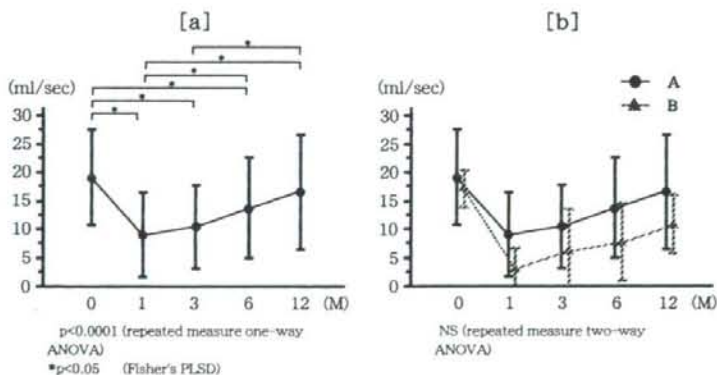 [a]
[b]
*
*
*
*
*
*
(ml/sec)
30
25
20
15
10
5
0
0 1 3 6 12 (M)
p<0.0001 (repeated measure one-way
ANOVA)
*p<0.05 (Fisher's PLSD)
(ml/sec)
A
B
30
25
20
15
10
5
0
0 1 3 6 12 (M)
NS (repeated measure two-way
ANOVA)